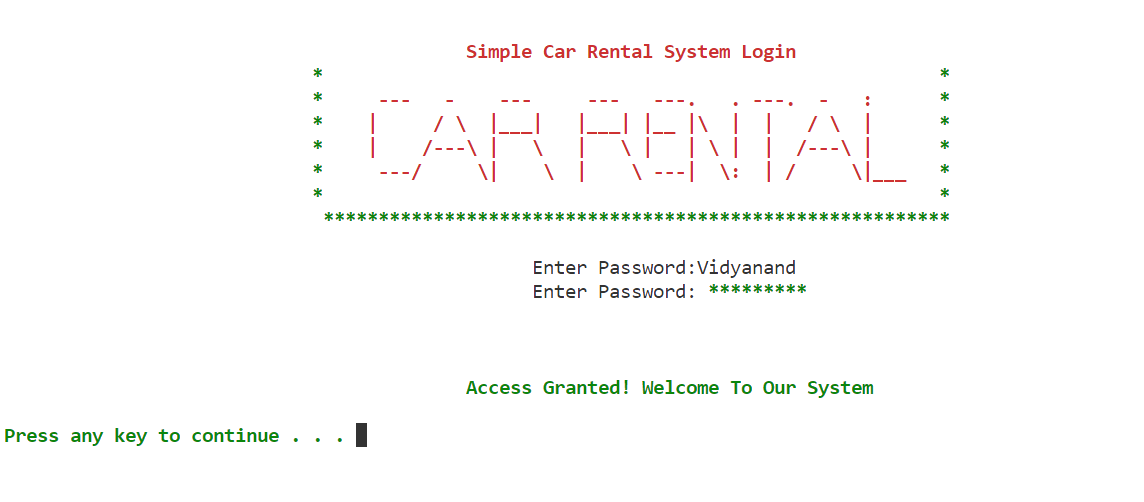 Simple Car Rental System Login
CAR RENTAL
*********************************************************
Enter Password:Vidyanand
Enter Password: *********
Access Granted! Welcome To Our System
Press any key to continue . . .